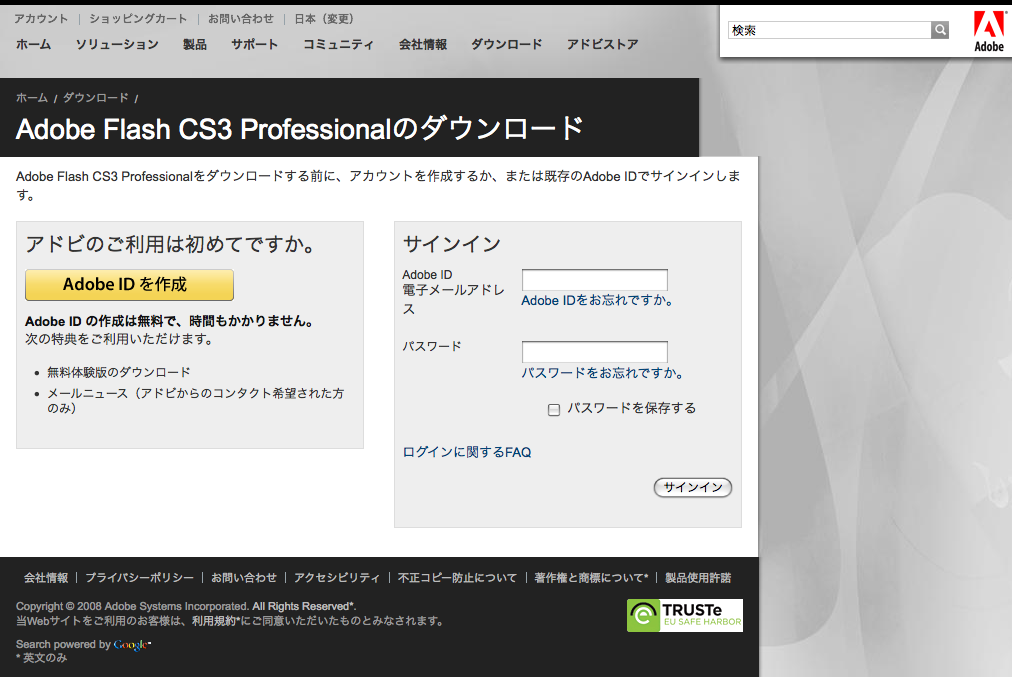 アカウント | ショッピングカート | お問い合わせ | 日本（変更）
ホーム ソリューション 製品 サポート コミュニティ 会社情報 ダウンロード アドビストア
検索
Adobe
ホーム / ダウンロード /
Adobe Flash CS3 Professionalのダウンロード
Adobe Flash CS3 Professionalをダウンロードする前に、アカウントを作成するか、または既存のAdobe IDでサインインしま
す。
アドビのご利用は初めてですか。
Adobe ID を作成
Adobe ID の作成は無料で、時間もかかりません。
次の特典をご利用いただけます。
• 無料体験版のダウンロード
• メールニュース（アドビからのコンタクト希望された方
のみ）
サインイン
Adobe ID
電子メールアドレ
ス
Adobe IDをお忘れですか。
パスワード
パスワードをお忘れですか。
パスワードを保存する
ログインに関するFAQ
サインイン
会社情報 | プライバシーポリシー | お問い合わせ | アクセシビリティ | 不正コピー防止について | 著作権と商標について* | 製品使用許諾
Copyright © 2008 Adobe Systems Incorporated. All Rights Reserved*.
当Webサイトをご利用のお客様は、利用規約*にご同意いただいたものとみなされます。
TRUSTe
EU SAFE HARBOR
Search powered by Google*
* 英文のみ